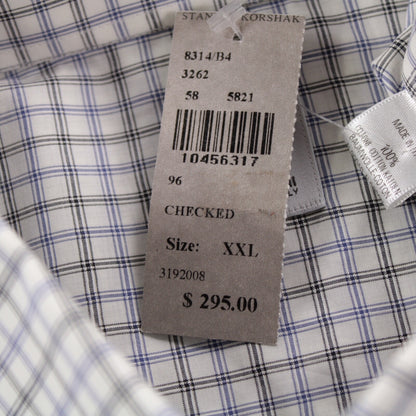 STAN KORSHAK
8314/B4
3262
58 5821
10456317
96
CHECKED
Size: XXL
3192008
$ 295.00
100%